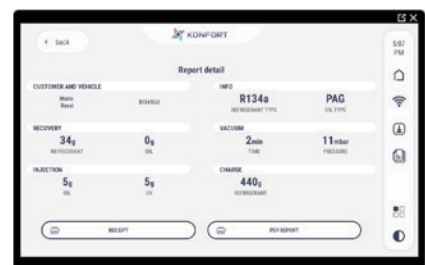 back
KONFORT
5:07
PM
Report detail
CUSTOMER AND VEHICLE
Mario
Rossi
INFO
R134a
REFRIGERANT TYPE
PAG
OIL TYPE
RECOVERY
34g
REFRIGERANT
0g
OIL
VACUUM
2min
TIME
11mbar
PRESSURE
INJECTION
5g
OIL
5g
UV
CHARGE
440g
REFRIGERANT
RECEIPT
PDF REPORT